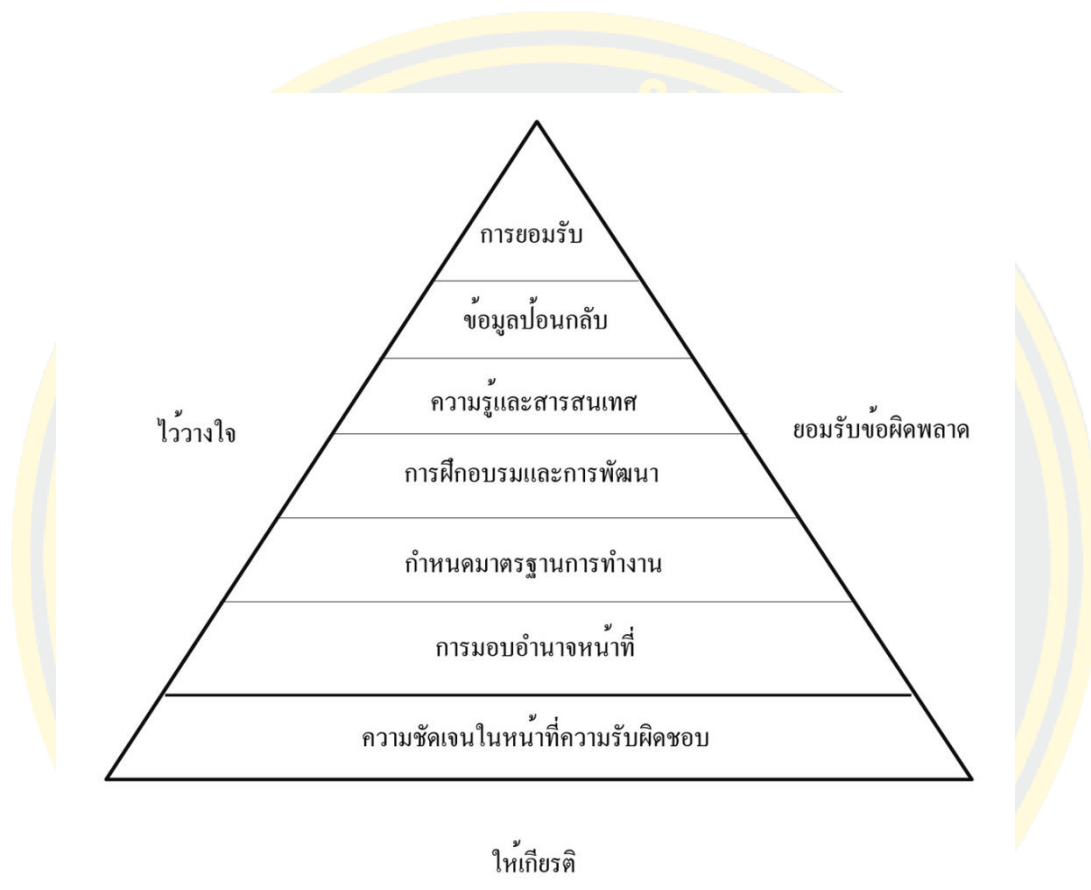 การยอมรับ
ข้อมูลป้อนกลับ
ความรู้และสารสนเทศ
ไว้วางใจ
ยอมรับข้อผิดพลาด
การฝึกอบรมและการพัฒนา
กำหนดมาตรฐานการทำงาน
การมอบอำนาจหน้าที่
ความชัดเจนในหน้าที่ความรับผิดชอบ
ให้เกียรติ